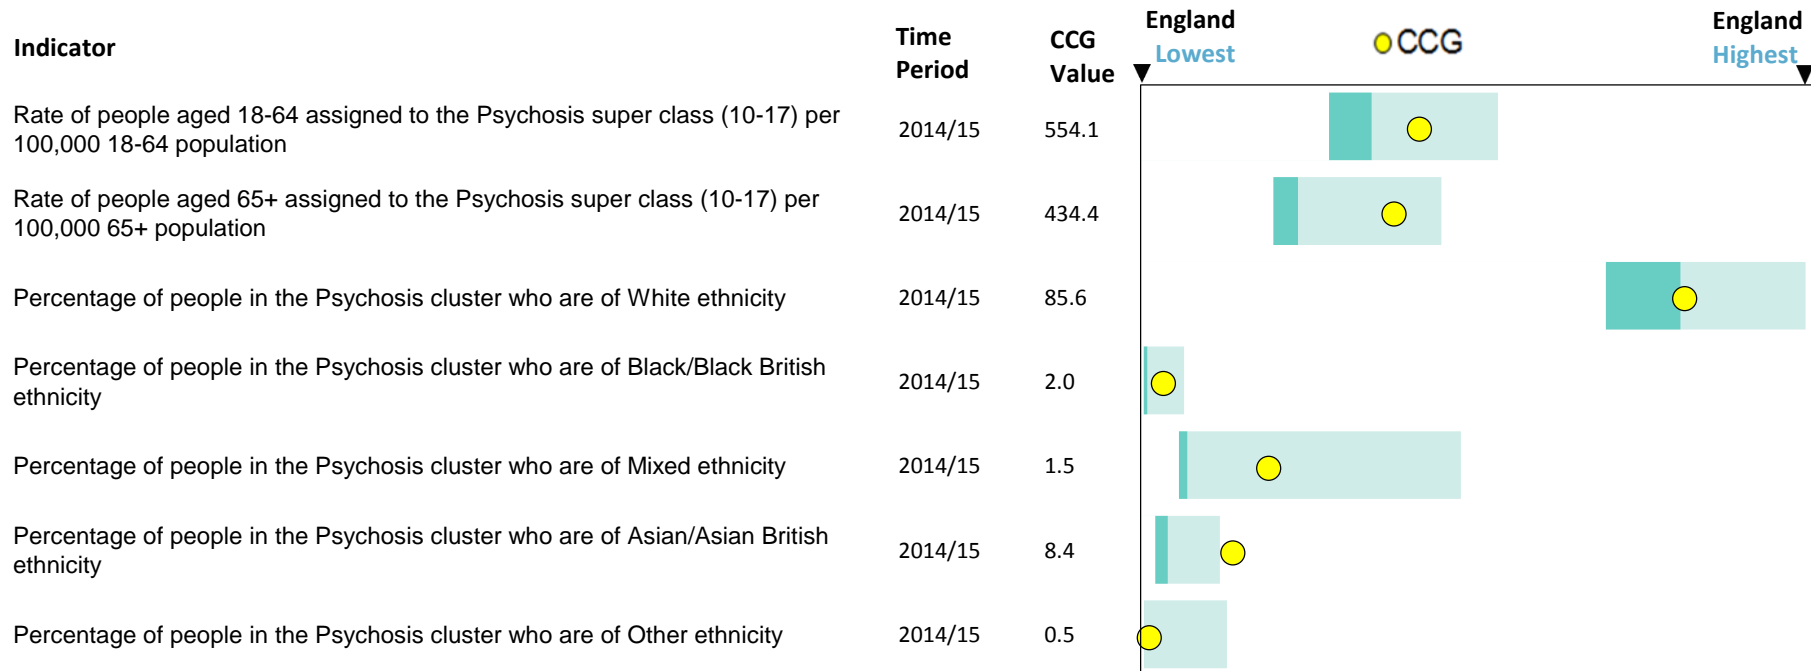 Indicator
Time
Period
CCG
Value
England
Lowest
CCG
England
Highest
Rate of people aged 18-64 assigned to the Psychosis super class (10-17) per
100,000 18-64 population
2014/15
554.1
Rate of people aged 65+ assigned to the Psychosis super class (10-17) per
100,000 65+ population
2014/15
434.4
Percentage of people in the Psychosis cluster who are of White ethnicity
2014/15
85.6
Percentage of people in the Psychosis cluster who are of Black/Black British
ethnicity
2014/15
2.0
Percentage of people in the Psychosis cluster who are of Mixed ethnicity
2014/15
1.5
Percentage of people in the Psychosis cluster who are of Asian/Asian British
ethnicity
2014/15
8.4
Percentage of people in the Psychosis cluster who are of Other ethnicity
2014/15
0.5